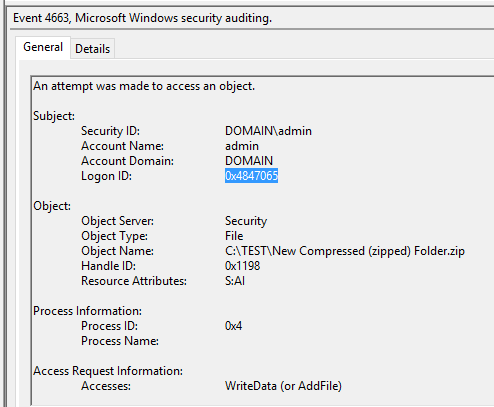 Event 4663, Microsoft Windows security auditing.
General Details
An attempt was made to access an object.
Subject:
Security ID: DOMAIN\admin
Account Name: admin
Account Domain: DOMAIN
Logon ID: 0x4847065
Object:
Object Server: Security
Object Type: File
Object Name: C:\TEST\New Compressed (zipped) Folder.zip
Handle ID: 0x1198
Resource Attributes: S:AI
Process Information:
Process ID: 0x4
Process Name:
Access Request Information:
Accesses: WriteData (or AddFile)